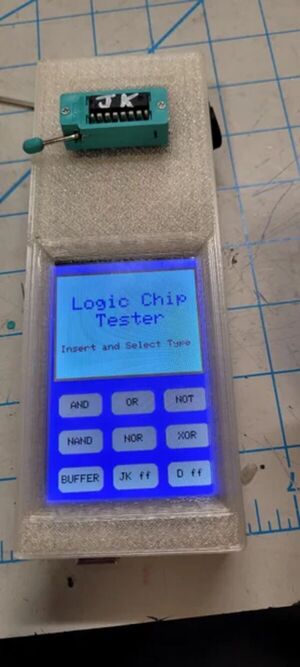 JK
Logic Chip
Tester
Insert and Select Type
AND OR NOT
NAND NOR XOR
BUFFER JK ff D ff